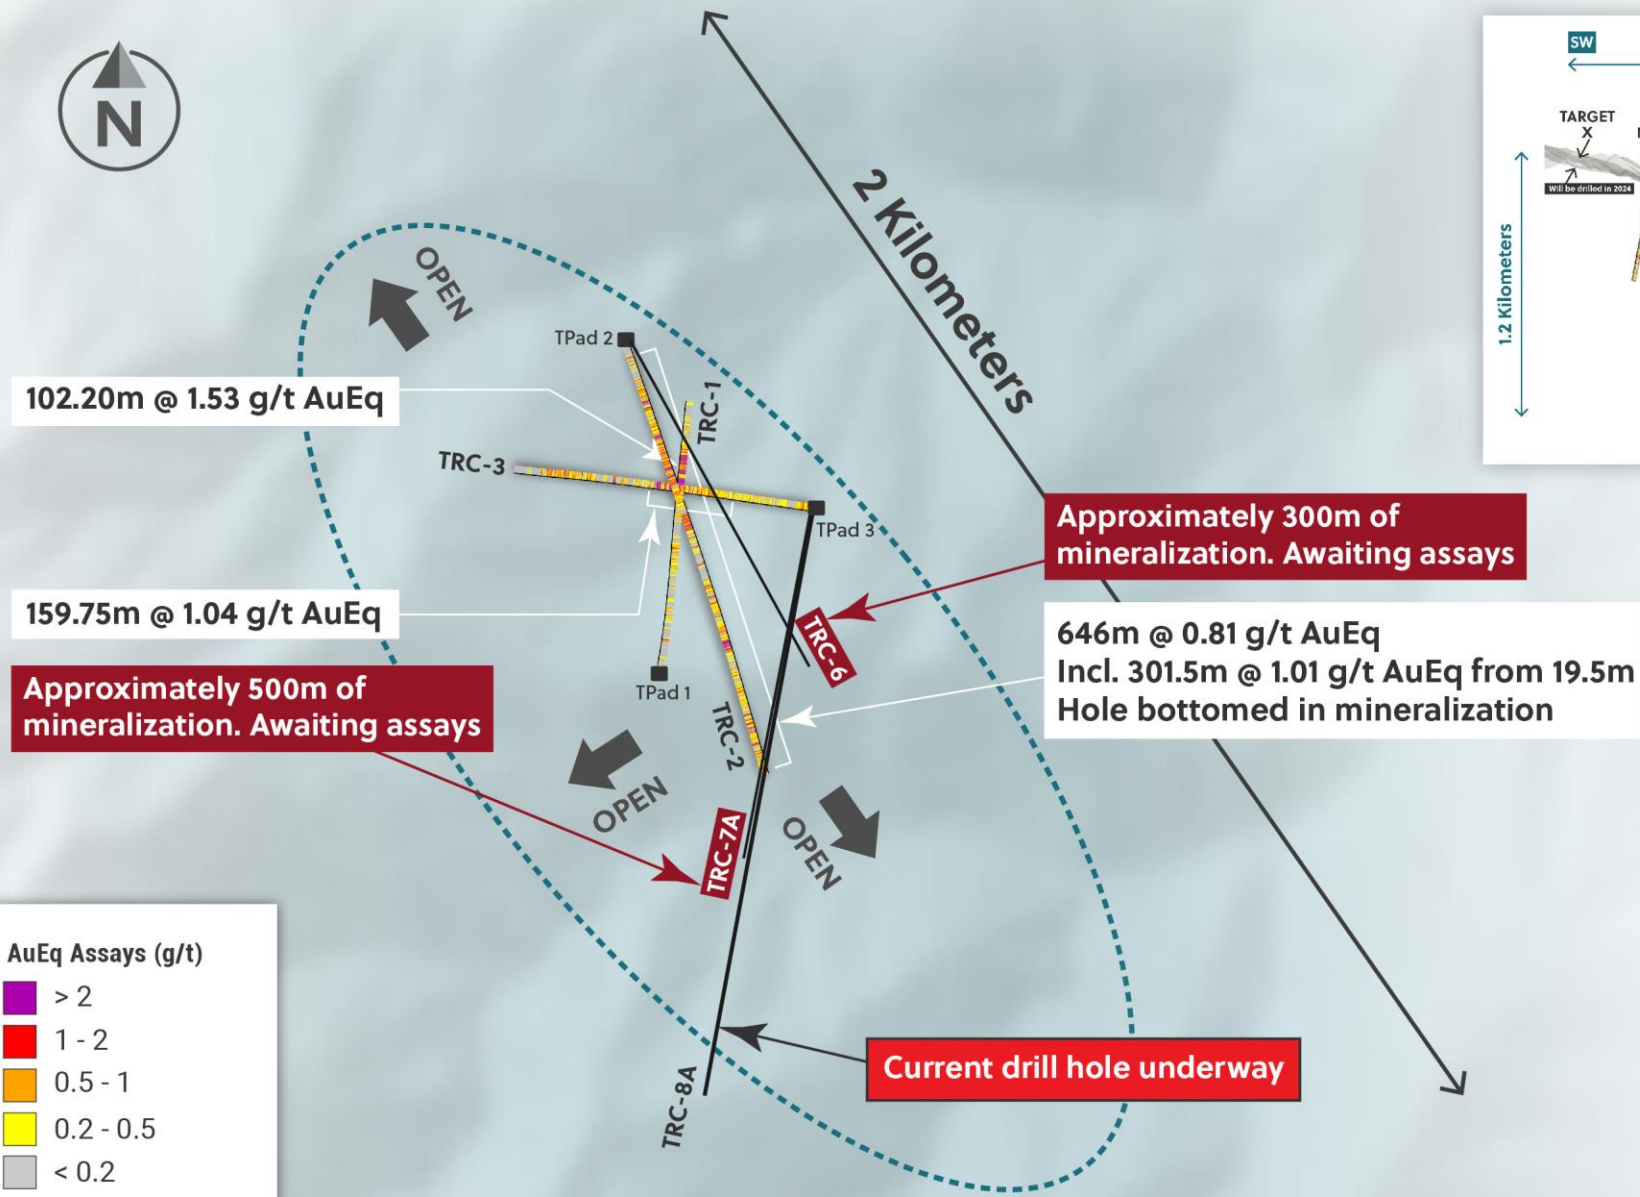 N
SW
TARGET
X
Will be drilled in 2024
1.2 Kilometers
2 Kilometers
OPEN
TPad 2
TRC-1
102.20m @ 1.53 g/t AuEq
TRC-3
TPad 3
Approximately 300m of
mineralization. Awaiting assays
159.75m @ 1.04 g/t AuEq
TRC-6
646m @ 0.81 g/t AuEq
Incl. 301.5m @ 1.01 g/t AuEq from 19.5m
Hole bottomed in mineralization
Approximately 500m of
mineralization. Awaiting assays
TPad 1
TRC-2
OPEN
OPEN
TRC-7A
AuEq Assays (g/t)
> 2
1 - 2
0.5 - 1
0.2 - 0.5
< 0.2
Current drill hole underway
TRC-8A